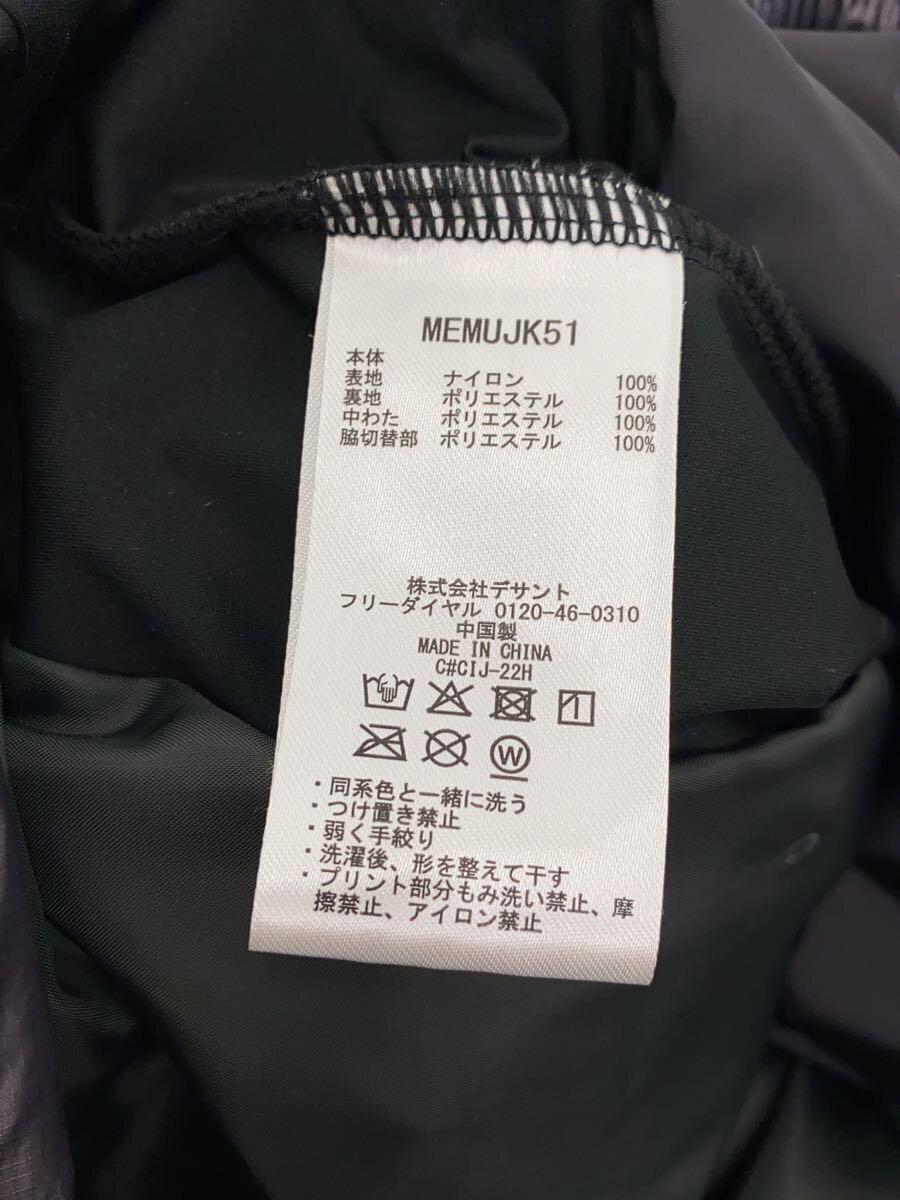 MEMUJK51
本体
表地 ナイロン 100%
裏地 ポリエステル 100%
中わた ポリエステル 100%
脇切替部 ポリエステル 100%
株式会社デサント
フリーダイヤル 0120-46-0310
中国製
MADE IN CHINA
C#CIJ-22H
W
・同系色と一緒に洗う
・つけ置き禁止
・弱く手絞り
・洗濯後、形を整えて干す
・プリント部分もみ洗い禁止、摩
擦禁止、アイロン禁止